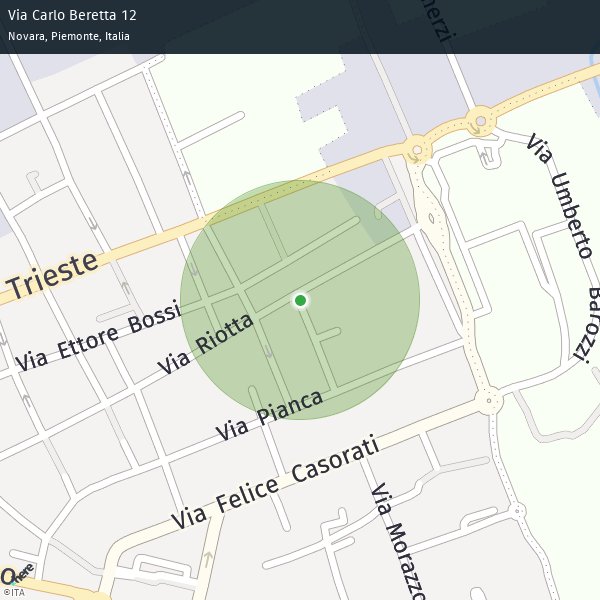 Via Carlo Beretta 12
Novara, Piemonte, Italia
Via Umberto Barozzi
Trieste
Via Ettore Bossi
Via Riotta
Via Pianca
Via Felice Casorati
Via Morazzo
here
©ITA